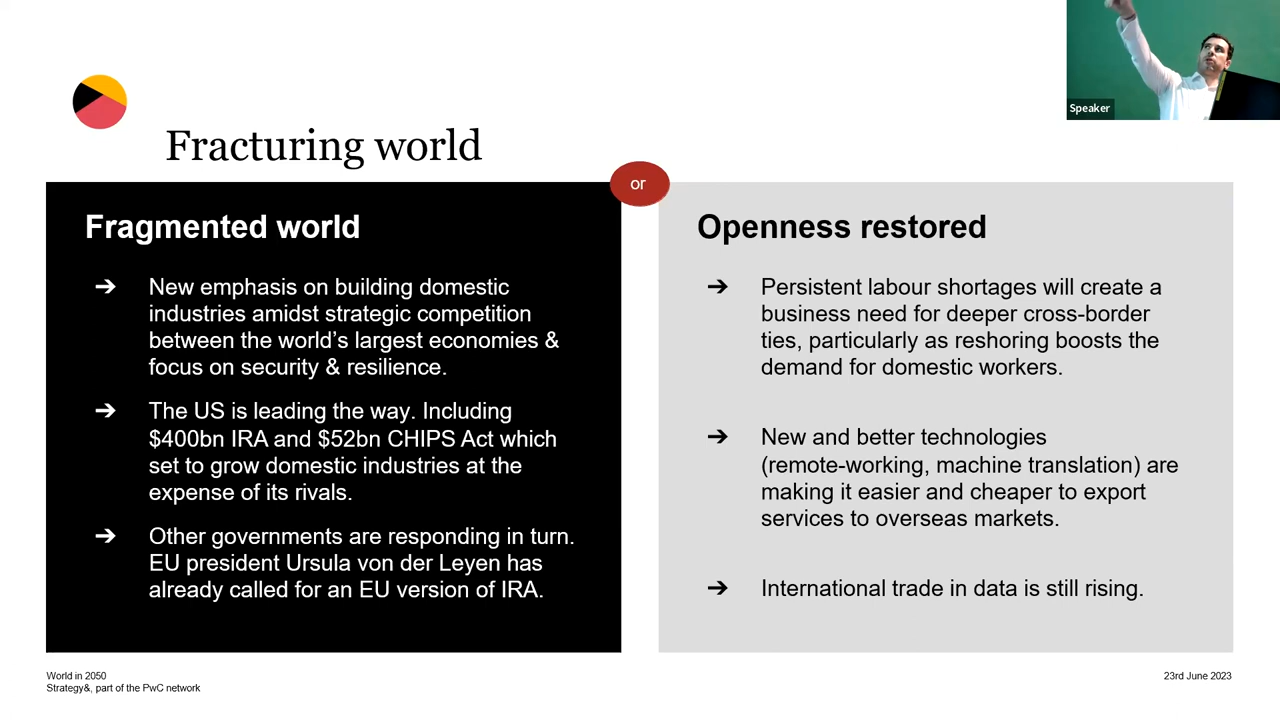 Speaker
Fracturing world
or
Fragmented world
➔ New emphasis on building domestic
industries amidst strategic competition
between the world’s largest economies &
focus on security & resilience.
➔ The US is leading the way. Including
$400bn IRA and $52bn CHIPS Act which
set to grow domestic industries at the
expense of its rivals.
➔ Other governments are responding in turn.
EU president Ursula von der Leyen has
already called for an EU version of IRA.
Openness restored
➔ Persistent labour shortages will create a
business need for deeper cross-border
ties, particularly as reshoring boosts the
demand for domestic workers.
➔ New and better technologies
(remote-working, machine translation) are
making it easier and cheaper to export
services to overseas markets.
➔ International trade in data is still rising.
World in 2050
Strategy&, part of the PwC network
23rd June 2023